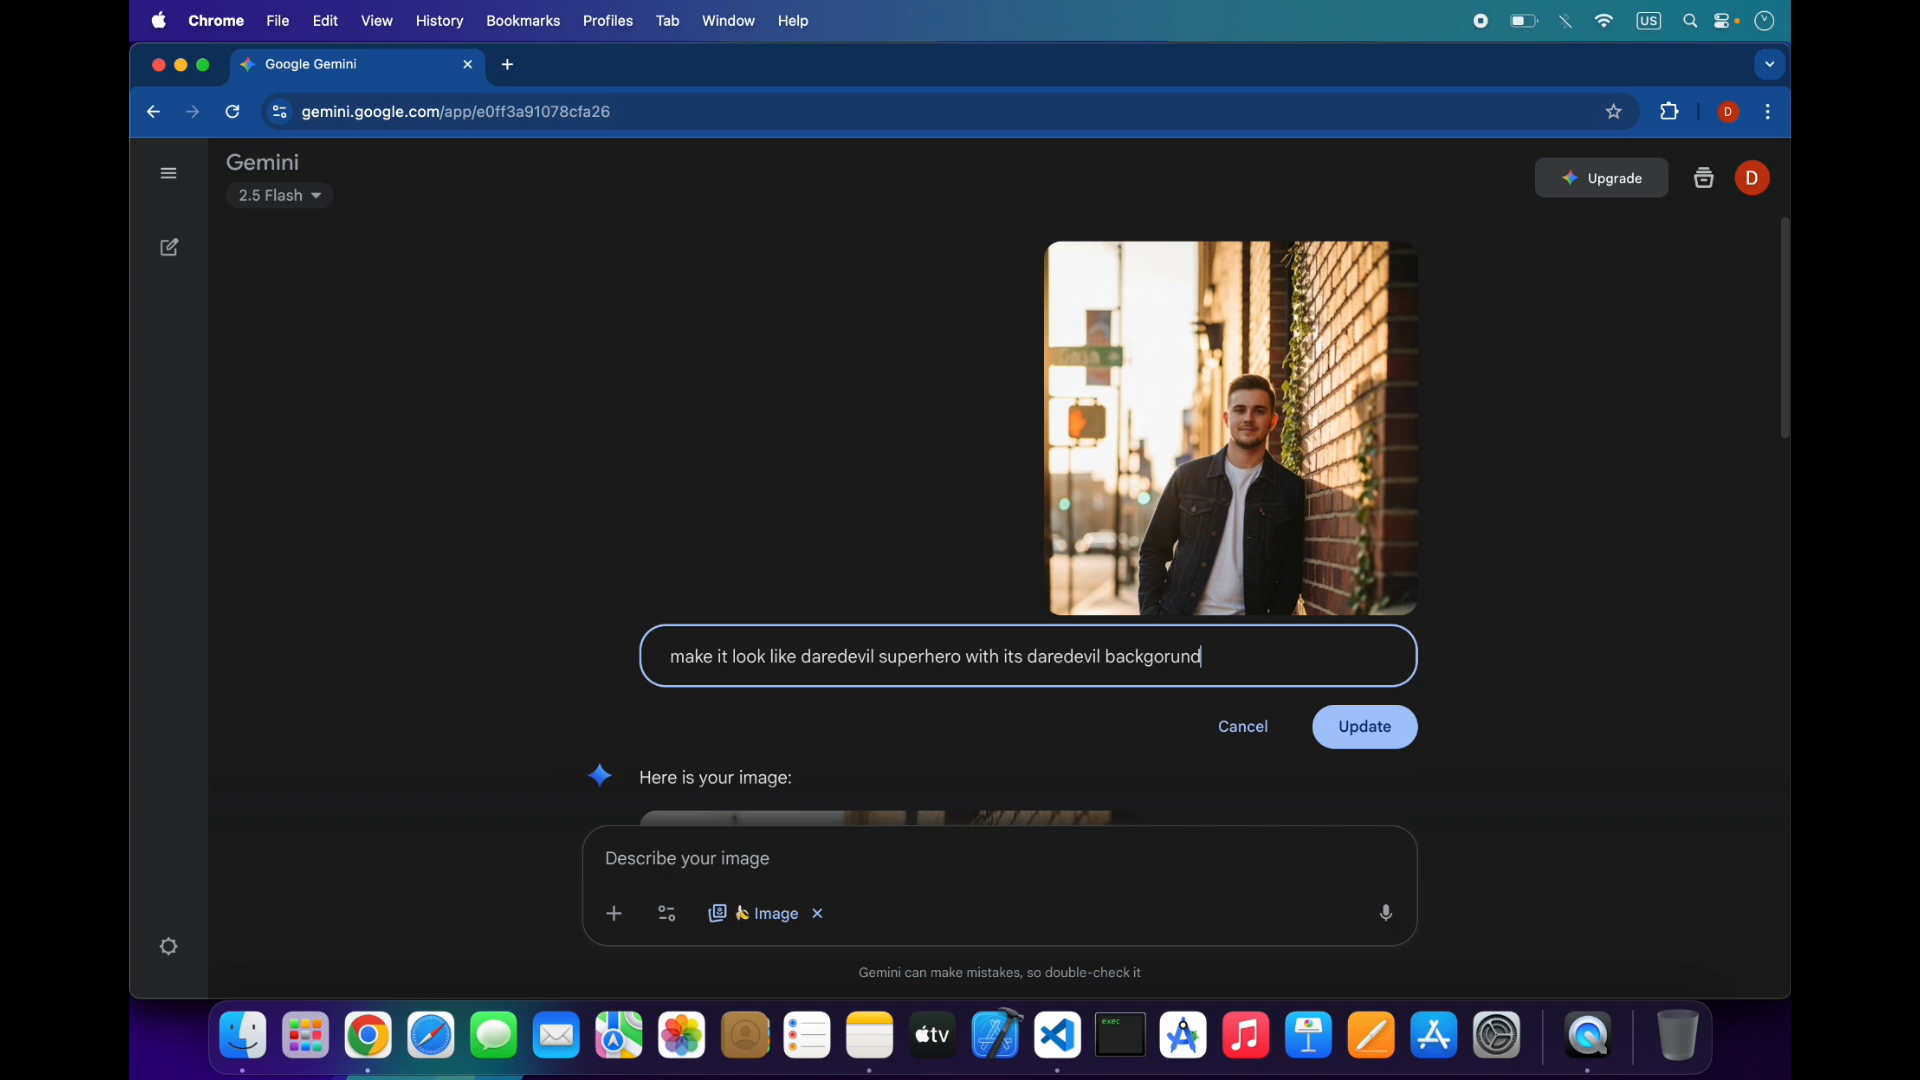 Chrome File Edit View History Bookmarks Profiles Tab Window Help
US
Google Gemini
gemini.google.com/app/e0ff3a91078cfa26
D
Gemini
2.5 Flash
Upgrade
D
make it look like daredevil superhero with its daredevil backgorund
Cancel
Update
Here is your image:
Describe your image
Image
Gemini can make mistakes, so double-check it
tv
exec